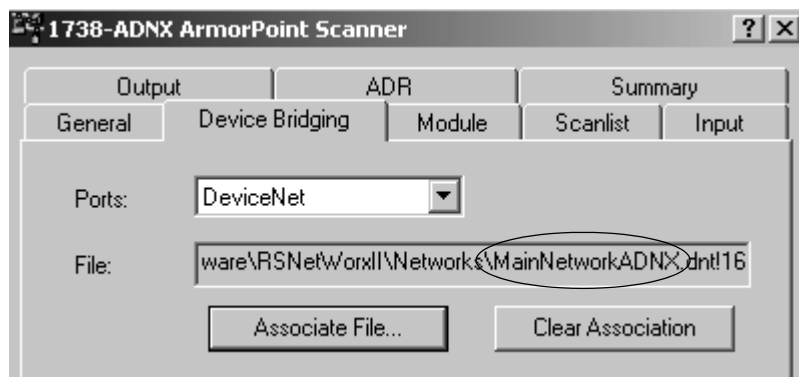 1738-ADNX ArmorPoint Scanner
Output ADR Summary
General Device Bridging Module Scanlist Input
Ports: DeviceNet
File: ware\RSNetWorxII\Networks\MainNetworkADNX.dnt!16
Associate File... Clear Association